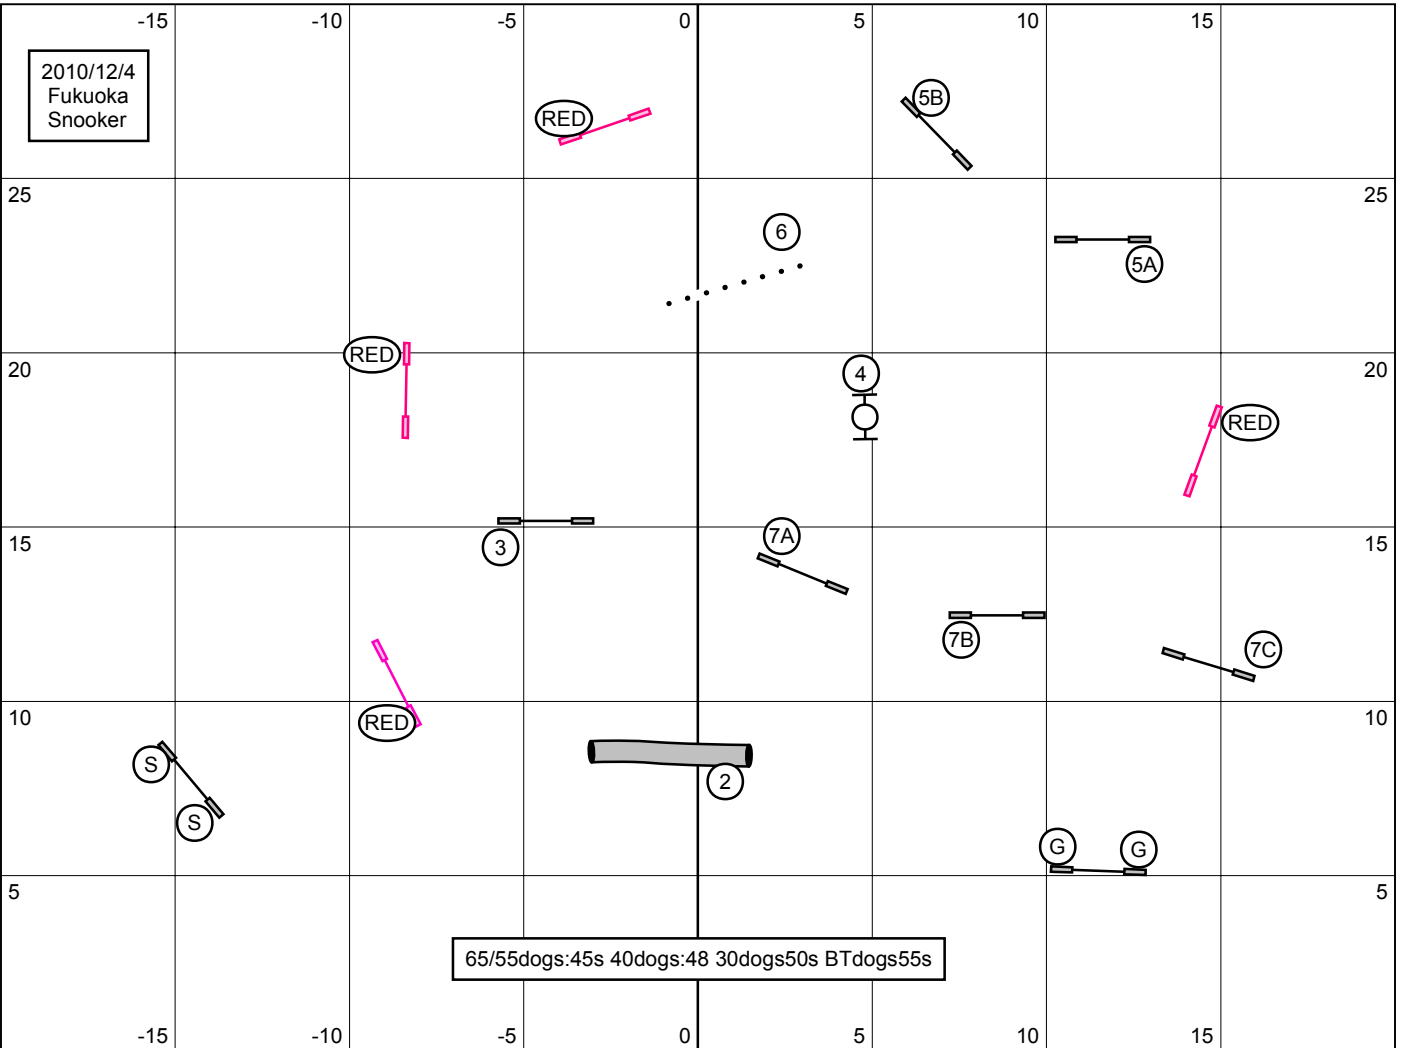 -15 -10 -5 0 5 10 15
2010/12/4
Fukuoka
Snooker
5B
RED
25 25
6
5A
20 20
RED
4
RED
15 15
7A
3
7B
7C
10 10
RED
S
2
S
G G
5 5
65/55dogs:45s 40dogs:48 30dogs50s BTdogs55s
-15 -10 -5 0 5 10 15